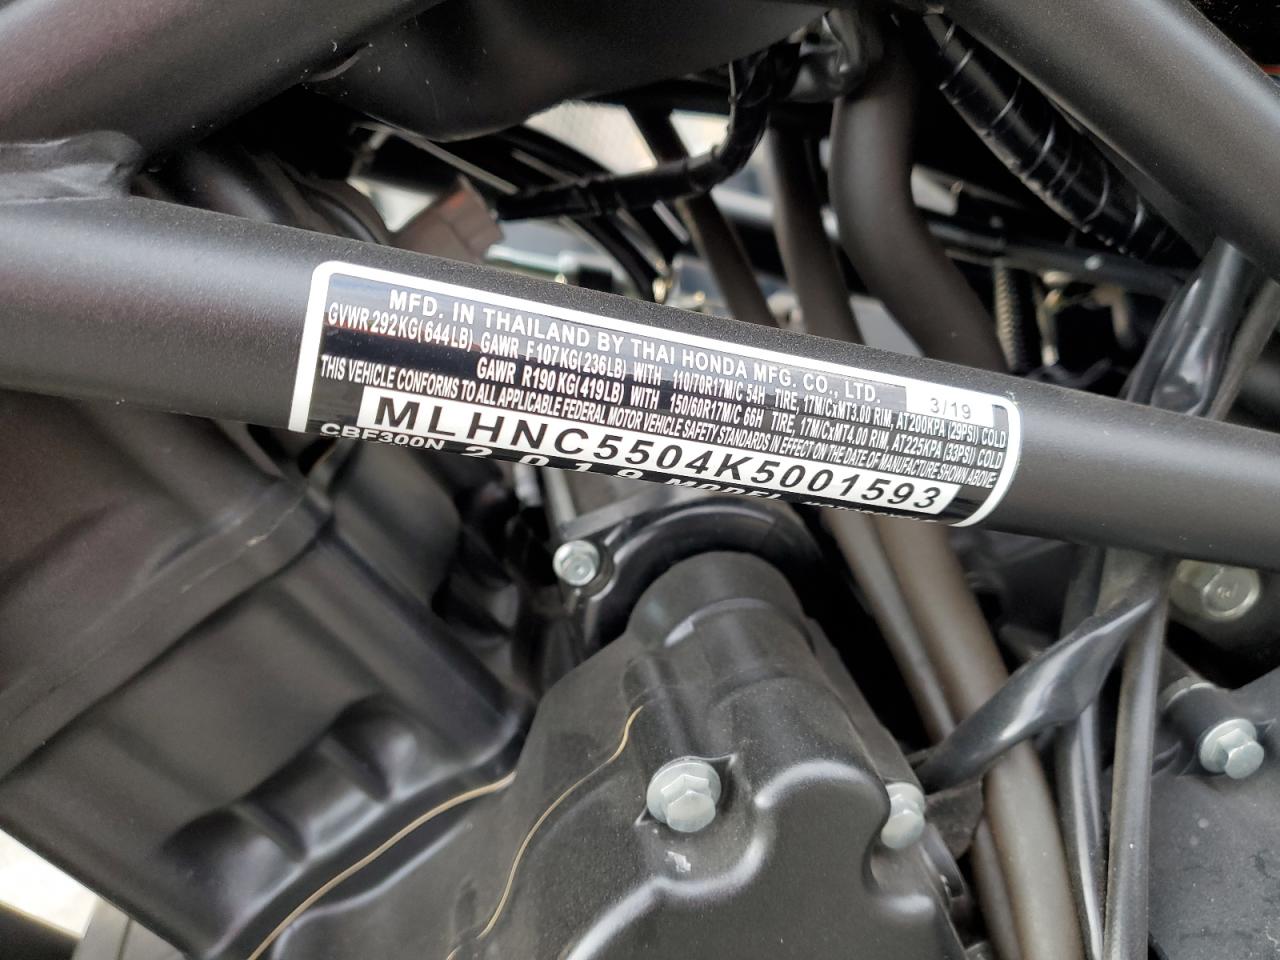 MFD. IN THAILAND BY THAI HONDA MFG. CO., LTD. 3/19
GVWR 292KG(644LB) GAWR F107KG(236LB) WITH 110/70R17M/C 54H TIRE, 17M/CxMT3.00 RIM, AT200KPA (29PSI) COLD
GAWR R190KG(419LB) WITH 150/60R17M/C 66H TIRE, 17M/CxMT4.00 RIM, AT225KPA (33PSI) COLD
THIS VEHICLE CONFORMS TO ALL APPLICABLE FEDERAL MOTOR VEHICLE SAFETY STANDARDS IN EFFECT ON THE DATE OF MANUFACTURE SHOWN ABOVE.
MLHNC5504K5001593
CBF300N 2019 MODEL